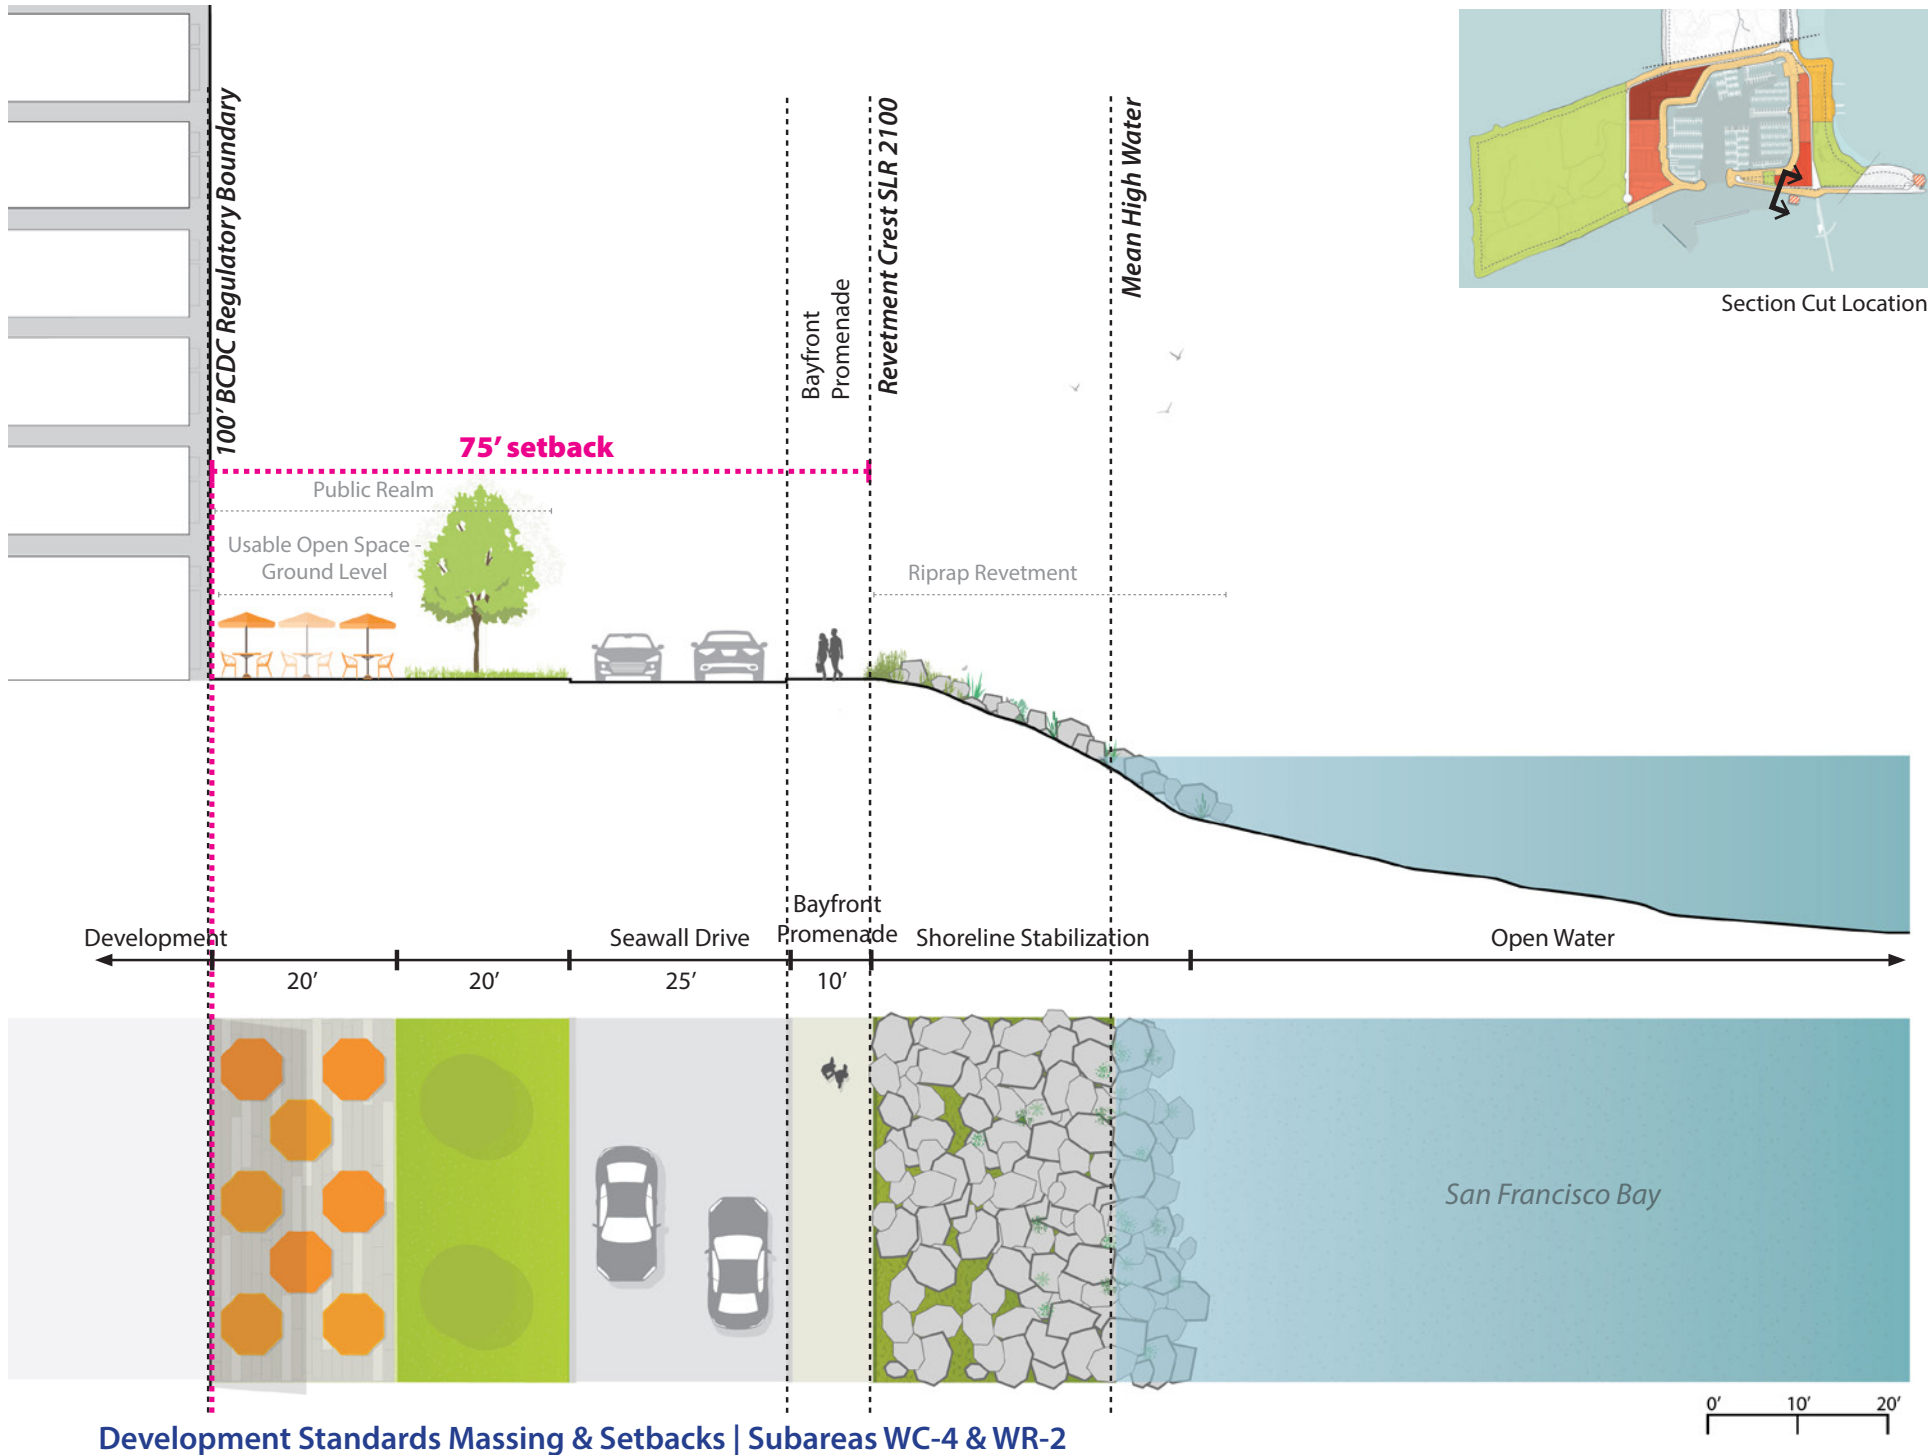 100’ BCDC Regulatory Boundary
Bayfront
Promenade
Revetment Crest SLR 2100
Mean High Water
Section Cut Location
75’ setback
Public Realm
Usable Open Space -
Ground Level
Riprap Revetment
Development
Seawall Drive
Bayfront
Promenade
Shoreline Stabilization
Open Water
20’
20’
25’
10’
San Francisco Bay
0’
10’
20’
Development Standards Massing & Setbacks | Subareas WC-4 & WR-2